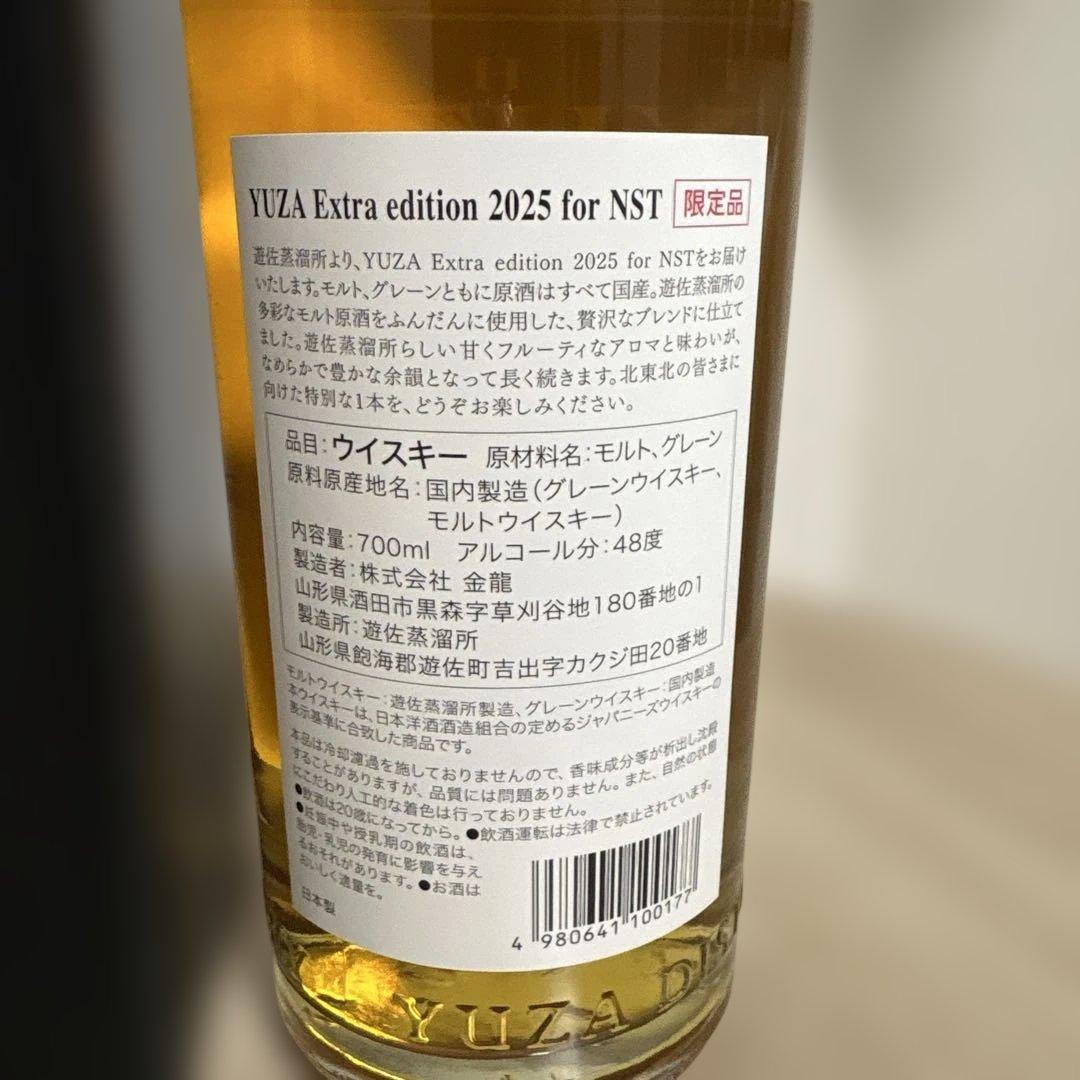 YUZA Extra edition 2025 for NST 限定品
遊佐蒸溜所より、YUZA Extra edition 2025 for NSTをお届け
いたします。モルト、グレーンともに原酒はすべて国産。遊佐蒸溜所の
多彩なモルト原酒をふんだんに使用した、贅沢なブレンドに仕立て
ました。遊佐蒸溜所らしい甘くフルーティなアロマと味わいが、
なめらかで豊かな余韻となって長く続きます。北東北の皆さまに
向けた特別な1本を、どうぞお楽しみください。
品目：ウイスキー 原材料名：モルト、グレーン
原料原産地名：国内製造（グレーンウイスキー、
モルトウイスキー）
内容量：700ml アルコール分：48度
製造者：株式会社 金龍
山形県酒田市黒森字草刈谷地180番地の1
製造所：遊佐蒸溜所
山形県飽海郡遊佐町吉出字カクジ田20番地
モルトウイスキー：遊佐蒸溜所製造、グレーンウイスキー：国内製造
本ウイスキーは、日本洋酒酒造組合の定めるジャパニーズウイスキーの
表示基準に合致した商品です。
本品は冷却濾過を施しておりませんので、香味成分等が析出し沈殿
することがありますが、品質には問題ありません。また、自然の状態
にこだわり人工的な着色は行っておりません。
●飲酒は20歳になってから。●飲酒運転は法律で禁止されています。
●妊娠中や授乳期の飲酒は、
胎児・乳児の発育に影響を与え
るおそれがあります。●お酒は
おいしく適量を。
日本製
4 980641 100177
YUZA DIS